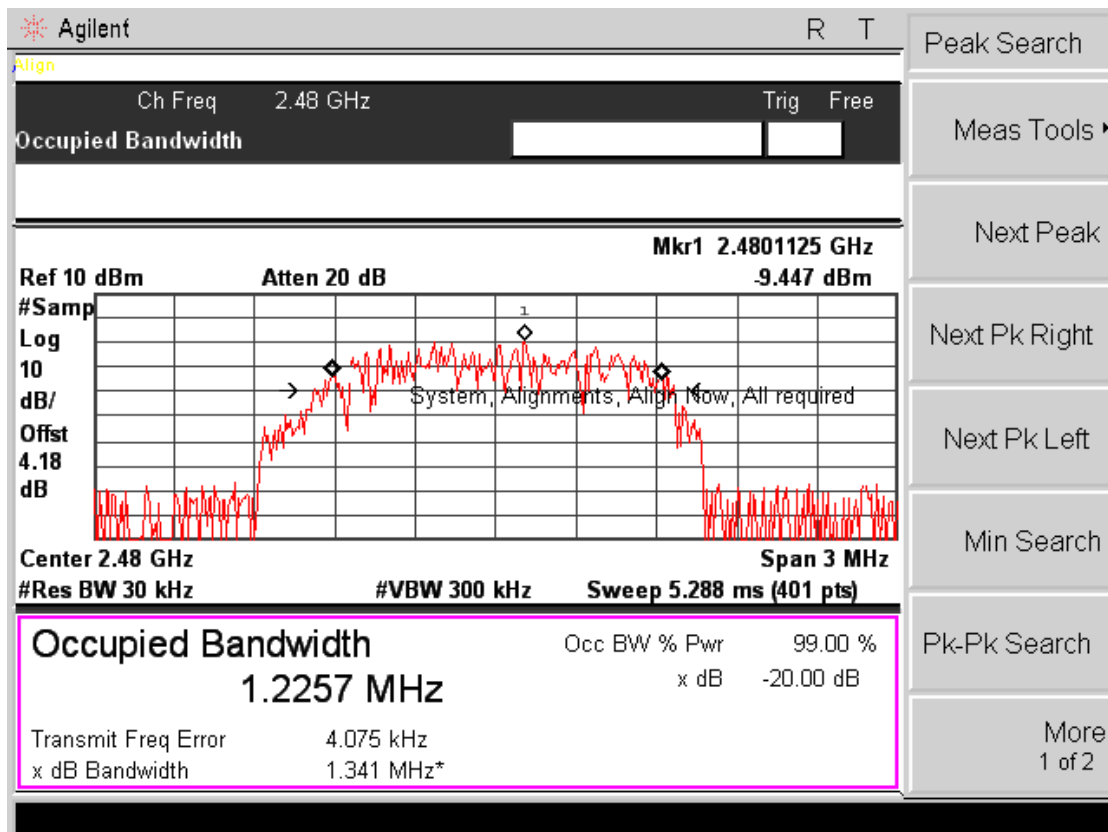 Agilent
R T
Peak Search
Align
Ch Freq 2.48 GHz
Trig Free
Occupied Bandwidth
Meas Tools
Next Peak
Mkr1 2.4801125 GHz
Ref 10 dBm
Atten 20 dB
-9.447 dBm
#Samp
Log
10
dB/
Offset
4.18
dB
1
System, Alignments, Align Now, All required
Next Pk Right
Next Pk Left
Center 2.48 GHz
Span 3 MHz
#Res BW 30 kHz
#VBW 300 kHz
Sweep 5.288 ms (401 pts)
Min Search
Occupied Bandwidth
1.2257 MHz
Occ BW % Pwr 99.00 %
x dB -20.00 dB
Transmit Freq Error 4.075 kHz
x dB Bandwidth 1.341 MHz*
Pk-Pk Search
More
1 of 2